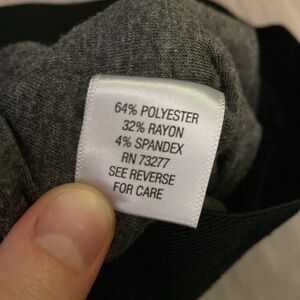 64% POLYESTER
32% RAYON
4% SPANDEX
RN 73277
SEE REVERSE
FOR CARE